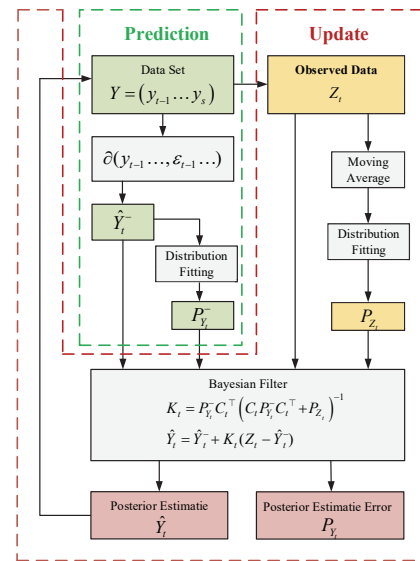 Prediction
Update
Data Set
Y = (y_{t-1} … y_s)
Observed Data
Z_t
∂(y_{t-1} …, ε_{t-1} …)
Moving
Average
Ŷ_t^-
Distribution
Fitting
Distribution
Fitting
P_{Y_t}^-
P_{Z_t}
Bayesian Filter
K_t = P_{Y_t}^- C_t^⊤ (C_t P_{Y_t}^- C_t^⊤ + P_{Z_t})^{-1}
Ŷ_t = Ŷ_t^- + K_t (Z_t - Ŷ_t^-)
Posterior Estimatie
Ŷ_t
Posterior Estimatie Error
P_{Y_t}